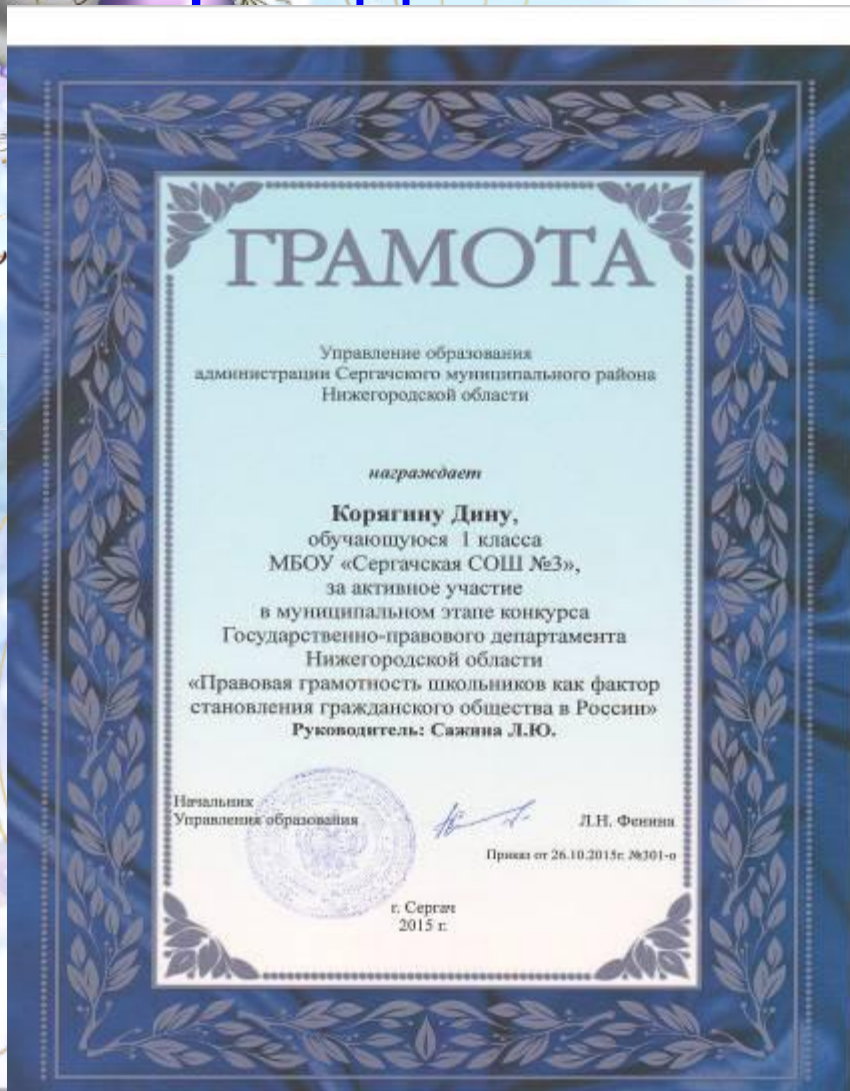 ГРАМОТА
Управление образования
администрации Сергачского муниципального района
Нижегородской области
награждает
Корягину Дину,
обучающуюся 1 класса
МБОУ «Сергачская СОШ №3»,
за активное участие
в муниципальном этапе конкурса
Государственно-правового департамента
Нижегородской области
«Правовая грамотность школьников как фактор
становления гражданского общества в России»
Руководитель: Сажина Л.Ю.
Начальник
Управления образования
Л.Н. Фенина
Приказ от 26.10.2015г. №301-о
г. Сергач
2015 г.